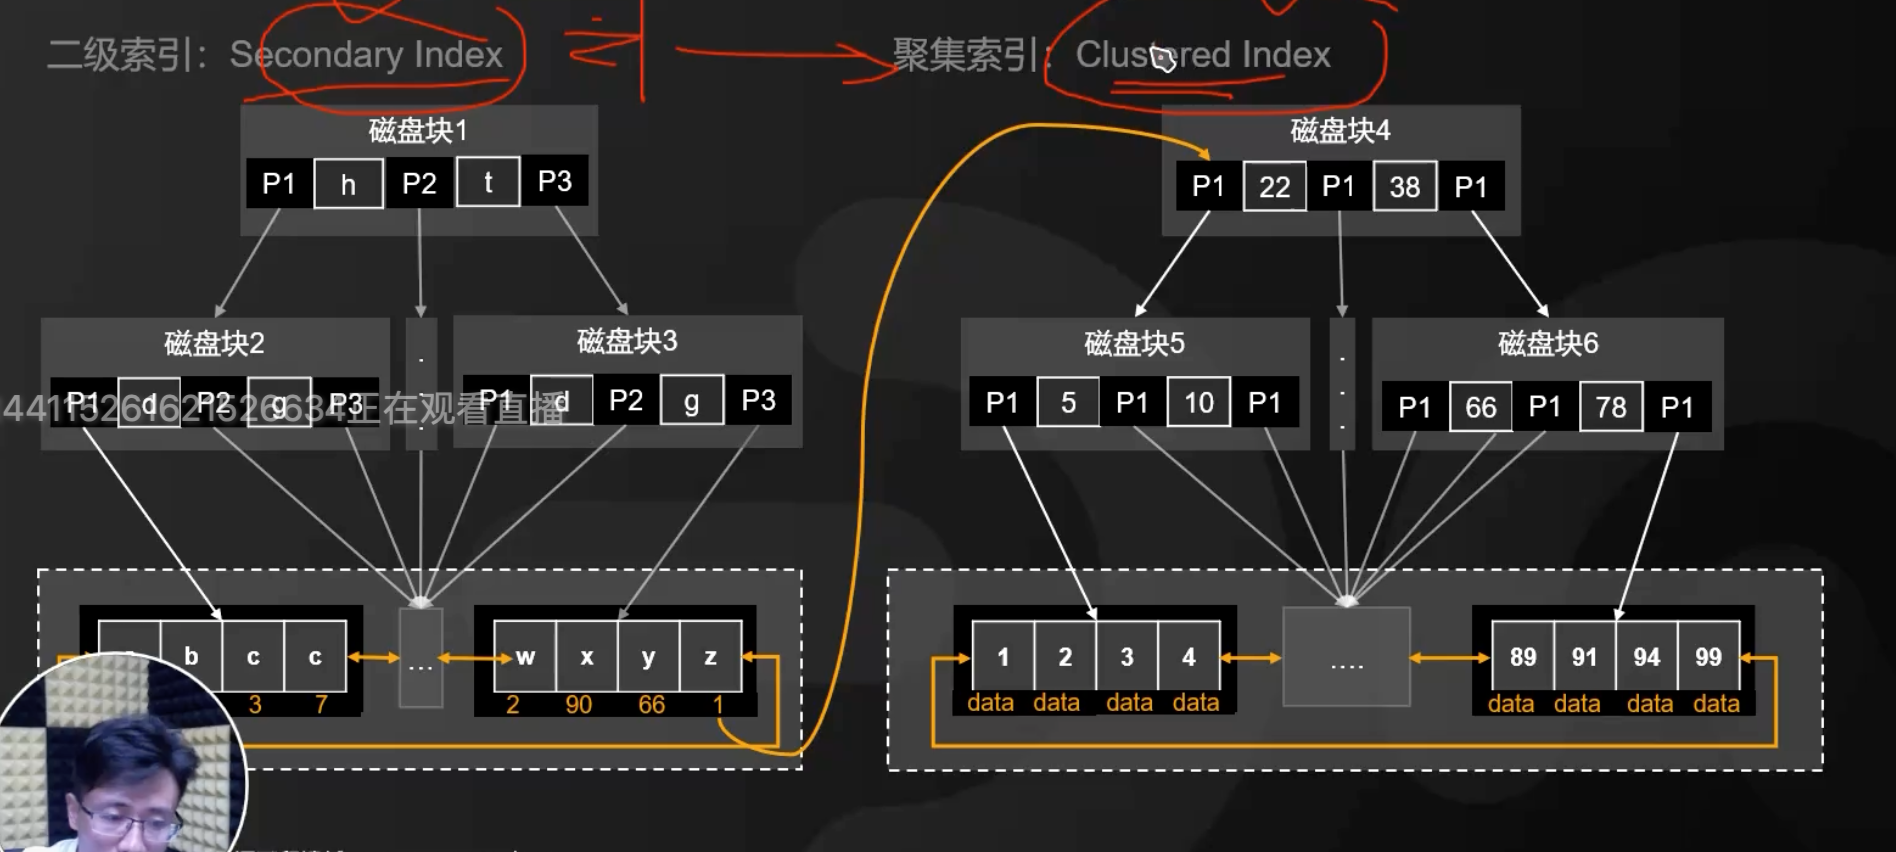 二级索引：Secondary Index
聚集索引：Clustered Index
磁盘块1
P1 h P2 t P3
磁盘块4
P1 22 P1 38 P1
磁盘块2
P1 d P2 g P3
磁盘块3
P1 d P2 g P3
44115261621526634正在观看直播
磁盘块5
P1 5 P1 10 P1
磁盘块6
P1 66 P1 78 P1
b c c
3 7
...
w x y z
2 90 66 1
1 2 3 4
data data data data
....
89 91 94 99
data data data data